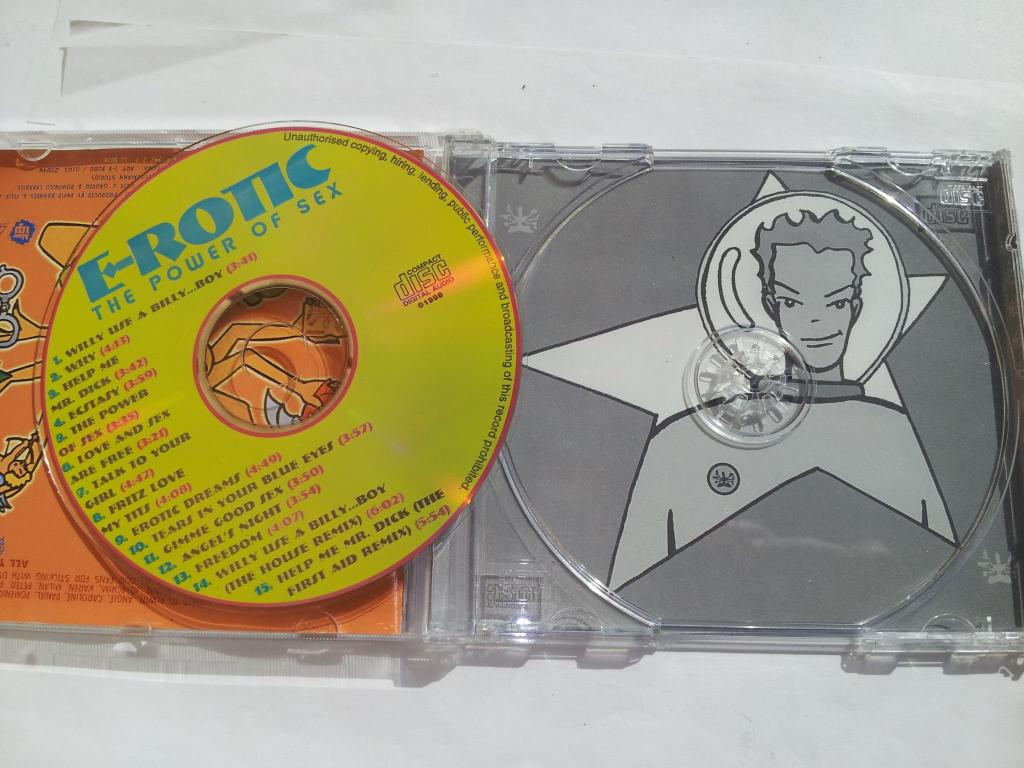 Unauthorised copying, hiring, lending, public performance and broadcasting of this record prohibited.
E-ROTIC
THE POWER OF SEX
COMPACT
disc
DIGITAL AUDIO
©1996
1. WILLY USE A BILLY...BOY (3:41)
2. WHY (4:13)
3. HELP ME
MR. DICK (3:42)
4. ECSTASY (3:59)
5. THE POWER
OF SEX (3:35)
6. LOVE AND SEX
ARE FREE (3:21)
7. TALK TO YOUR
GIRL (4:47)
8. FRITZ LOVE
MY TITS (4:08)
9. EROTIC DREAMS (4:49)
10. TEARS IN YOUR BLUE EYES (3:57)
11. GIMME GOOD SEX (3:50)
12. ANGEL'S NIGHT (3:54)
13. FREEDOM (4:07)
14. WILLY USE A BILLY...BOY
(THE HOUSE REMIX) (6:02)
15. HELP ME MR. DICK (THE
FIRST AID REMIX) (5:54)
disc